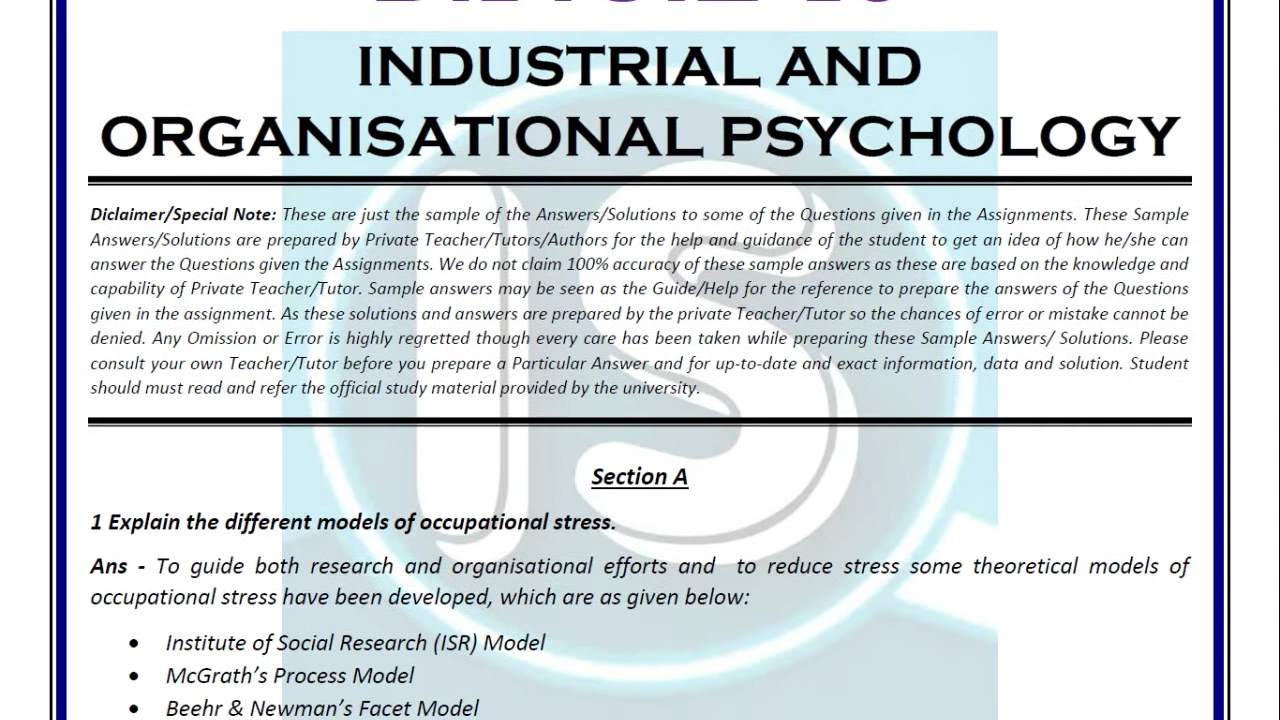 INDUSTRIAL AND
ORGANISATIONAL PSYCHOLOGY
Diclaimer/Special Note: These are just the sample of the Answers/Solutions to some of the Questions given in the Assignments. These Sample
Answers/Solutions are prepared by Private Teacher/Tutors/Authors for the help and guidance of the student to get an idea of how he/she can
answer the Questions given the Assignments. We do not claim 100% accuracy of these sample answers as these are based on the knowledge and
capability of Private Teacher/Tutor. Sample answers may be seen as the Guide/Help for the reference to prepare the answers of the Questions
given in the assignment. As these solutions and answers are prepared by the private Teacher/Tutor so the chances of error or mistake cannot be
denied. Any Omission or Error is highly regretted though every care has been taken while preparing these Sample Answers/ Solutions. Please
consult your own Teacher/Tutor before you prepare a Particular Answer and for up-to-date and exact information, data and solution. Student
should must read and refer the official study material provided by the university.
IS
Section A
1 Explain the different models of occupational stress.
Ans - To guide both research and organisational efforts and to reduce stress some theoretical models of
occupational stress have been developed, which are as given below:
• Institute of Social Research (ISR) Model
• McGrath's Process Model
• Beehr & Newman's Facet Model